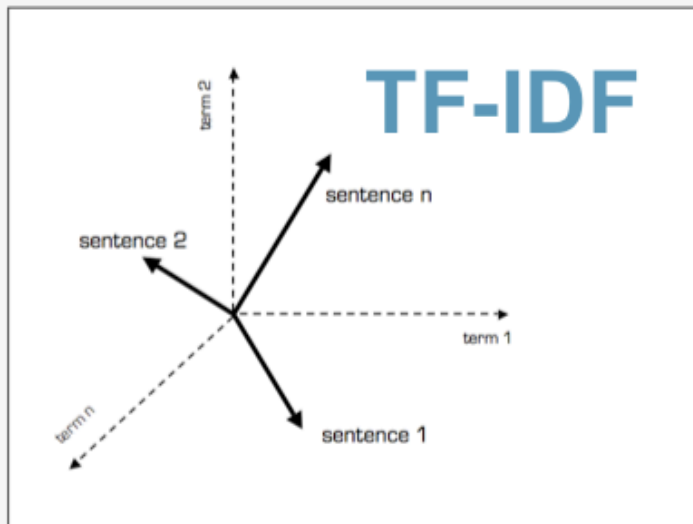 TF-IDF
term 2
sentence n
sentence 2
term 1
term n
sentence 1